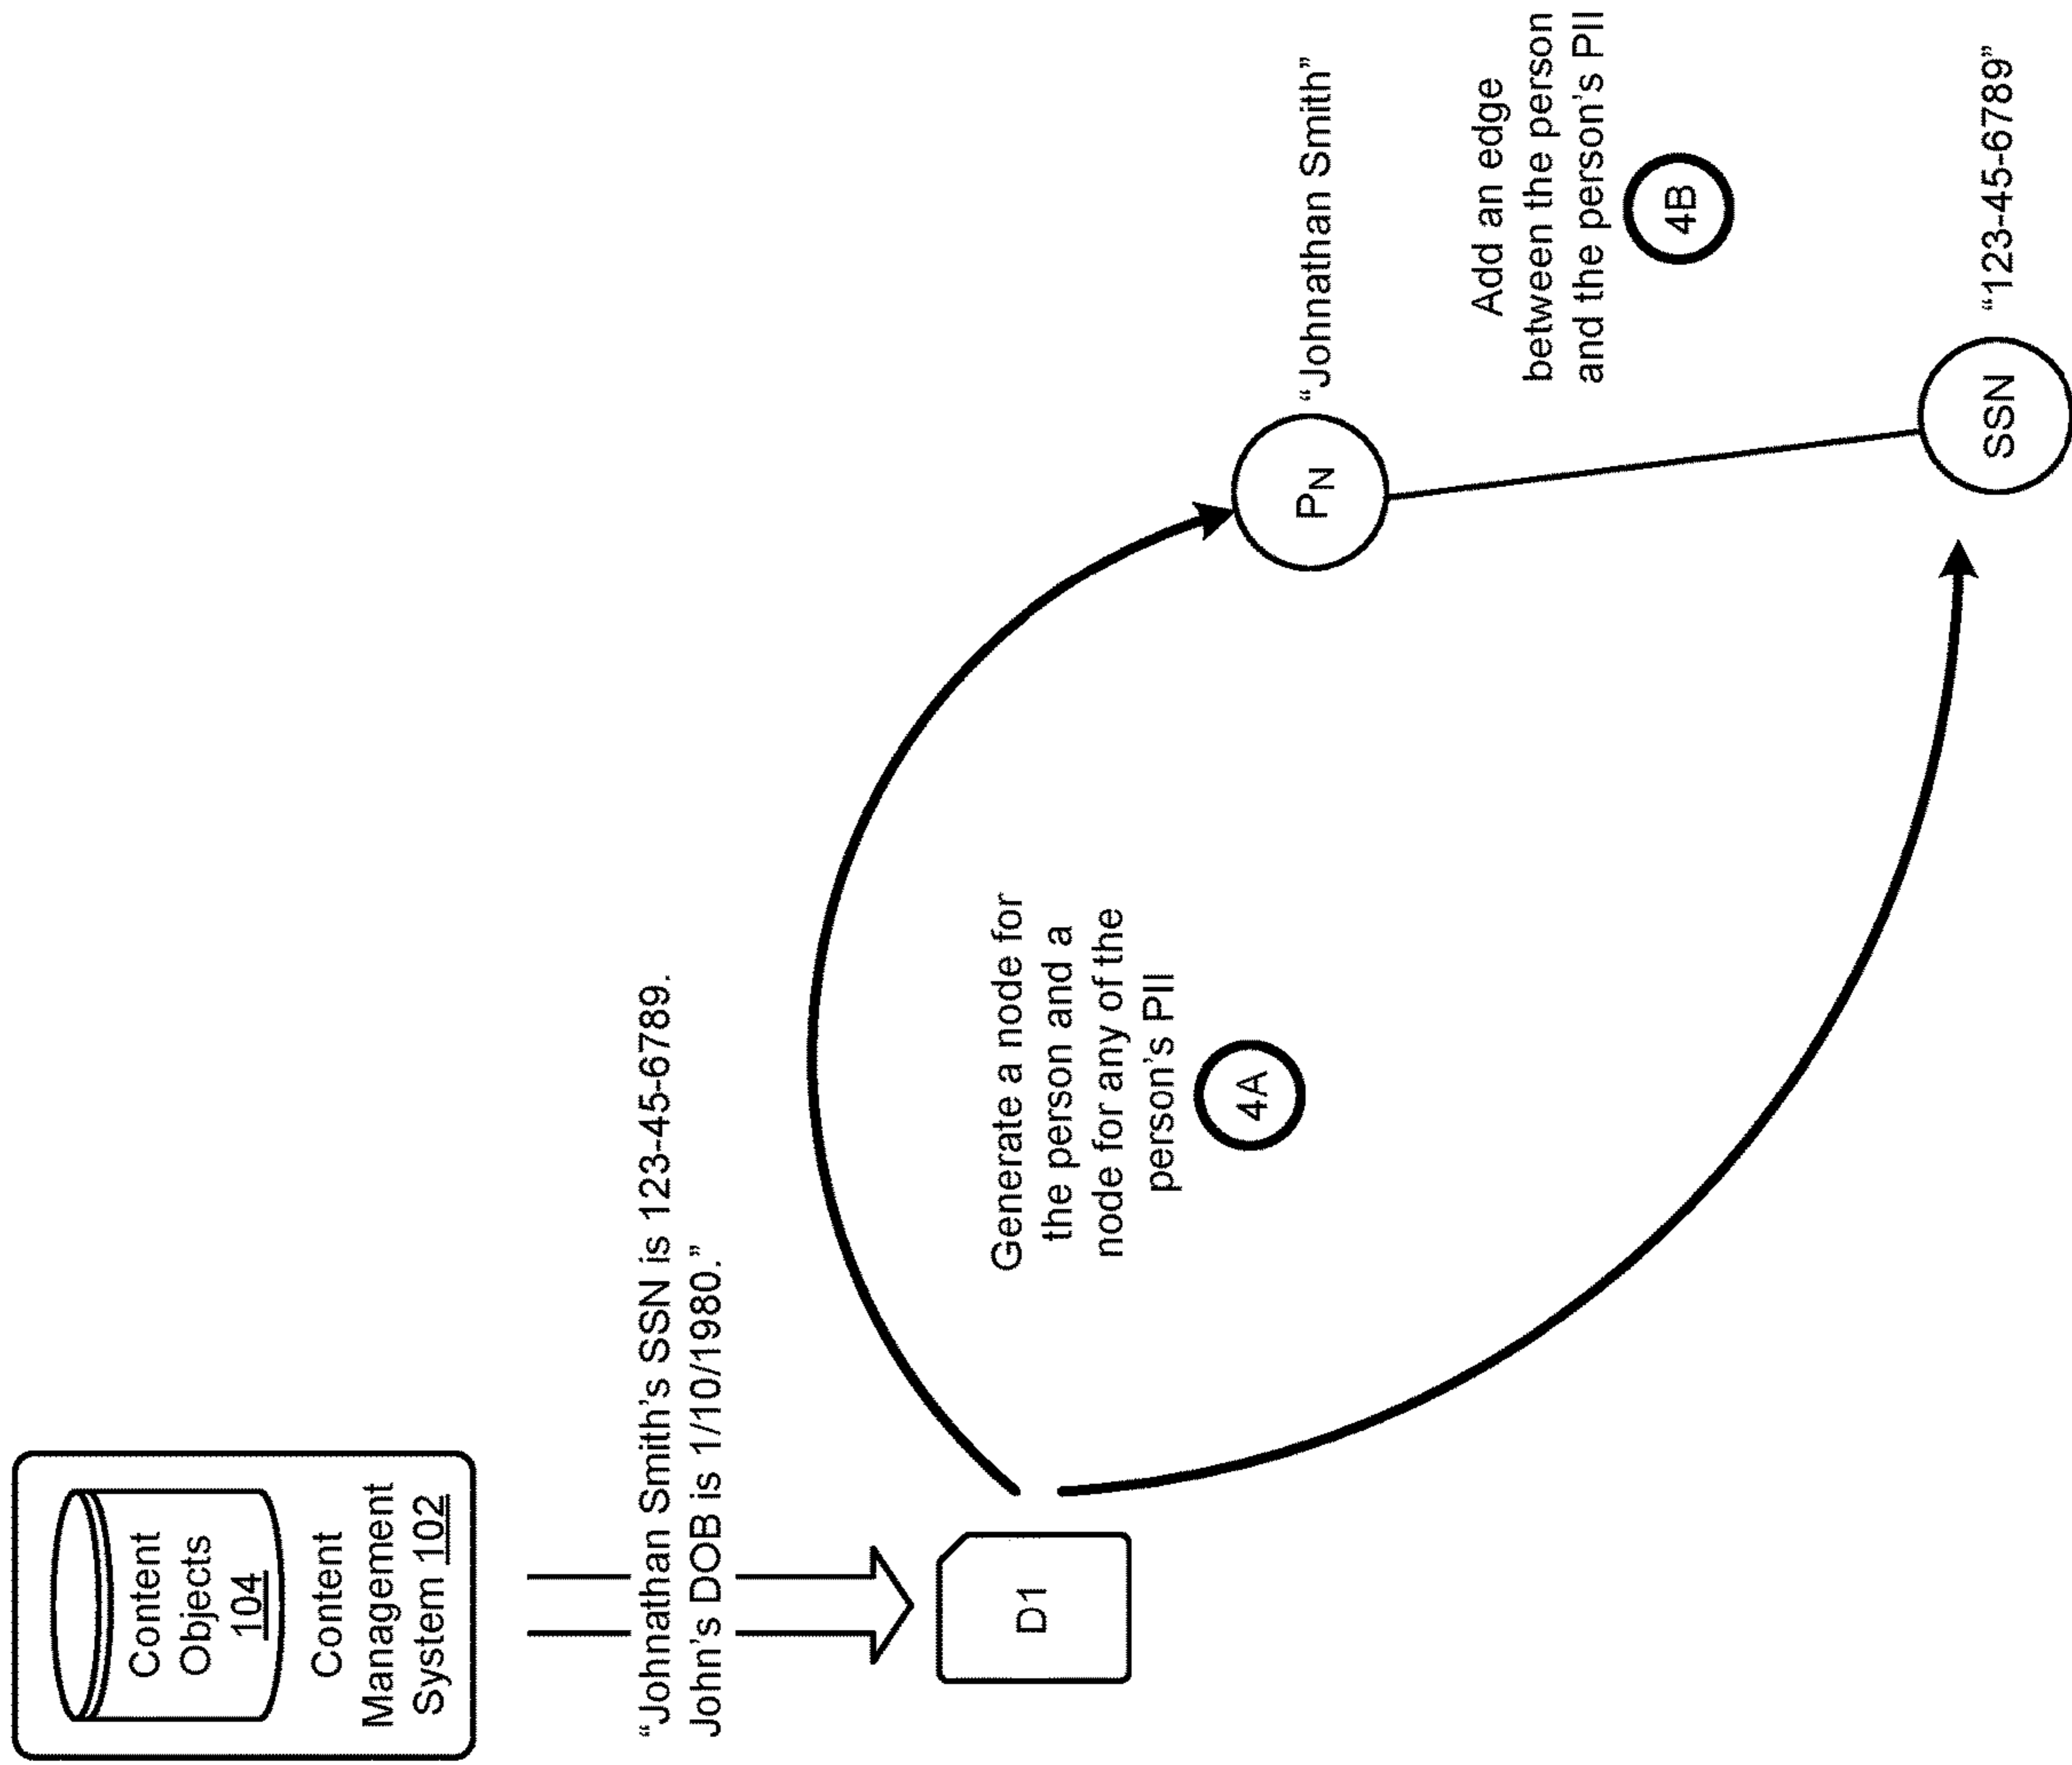 Content
Objects
104
Content
Management
System 102
“Johnathan Smith’s SSN is 123-45-6789.
John’s DOB is 1/10/1980.”
D1
Generate a node for
the person and a
node for any of the
person’s PII
4A
PN
“Johnathan Smith”
Add an edge
between the person
and the person’s PII
4B
SSN
“123-45-6789”